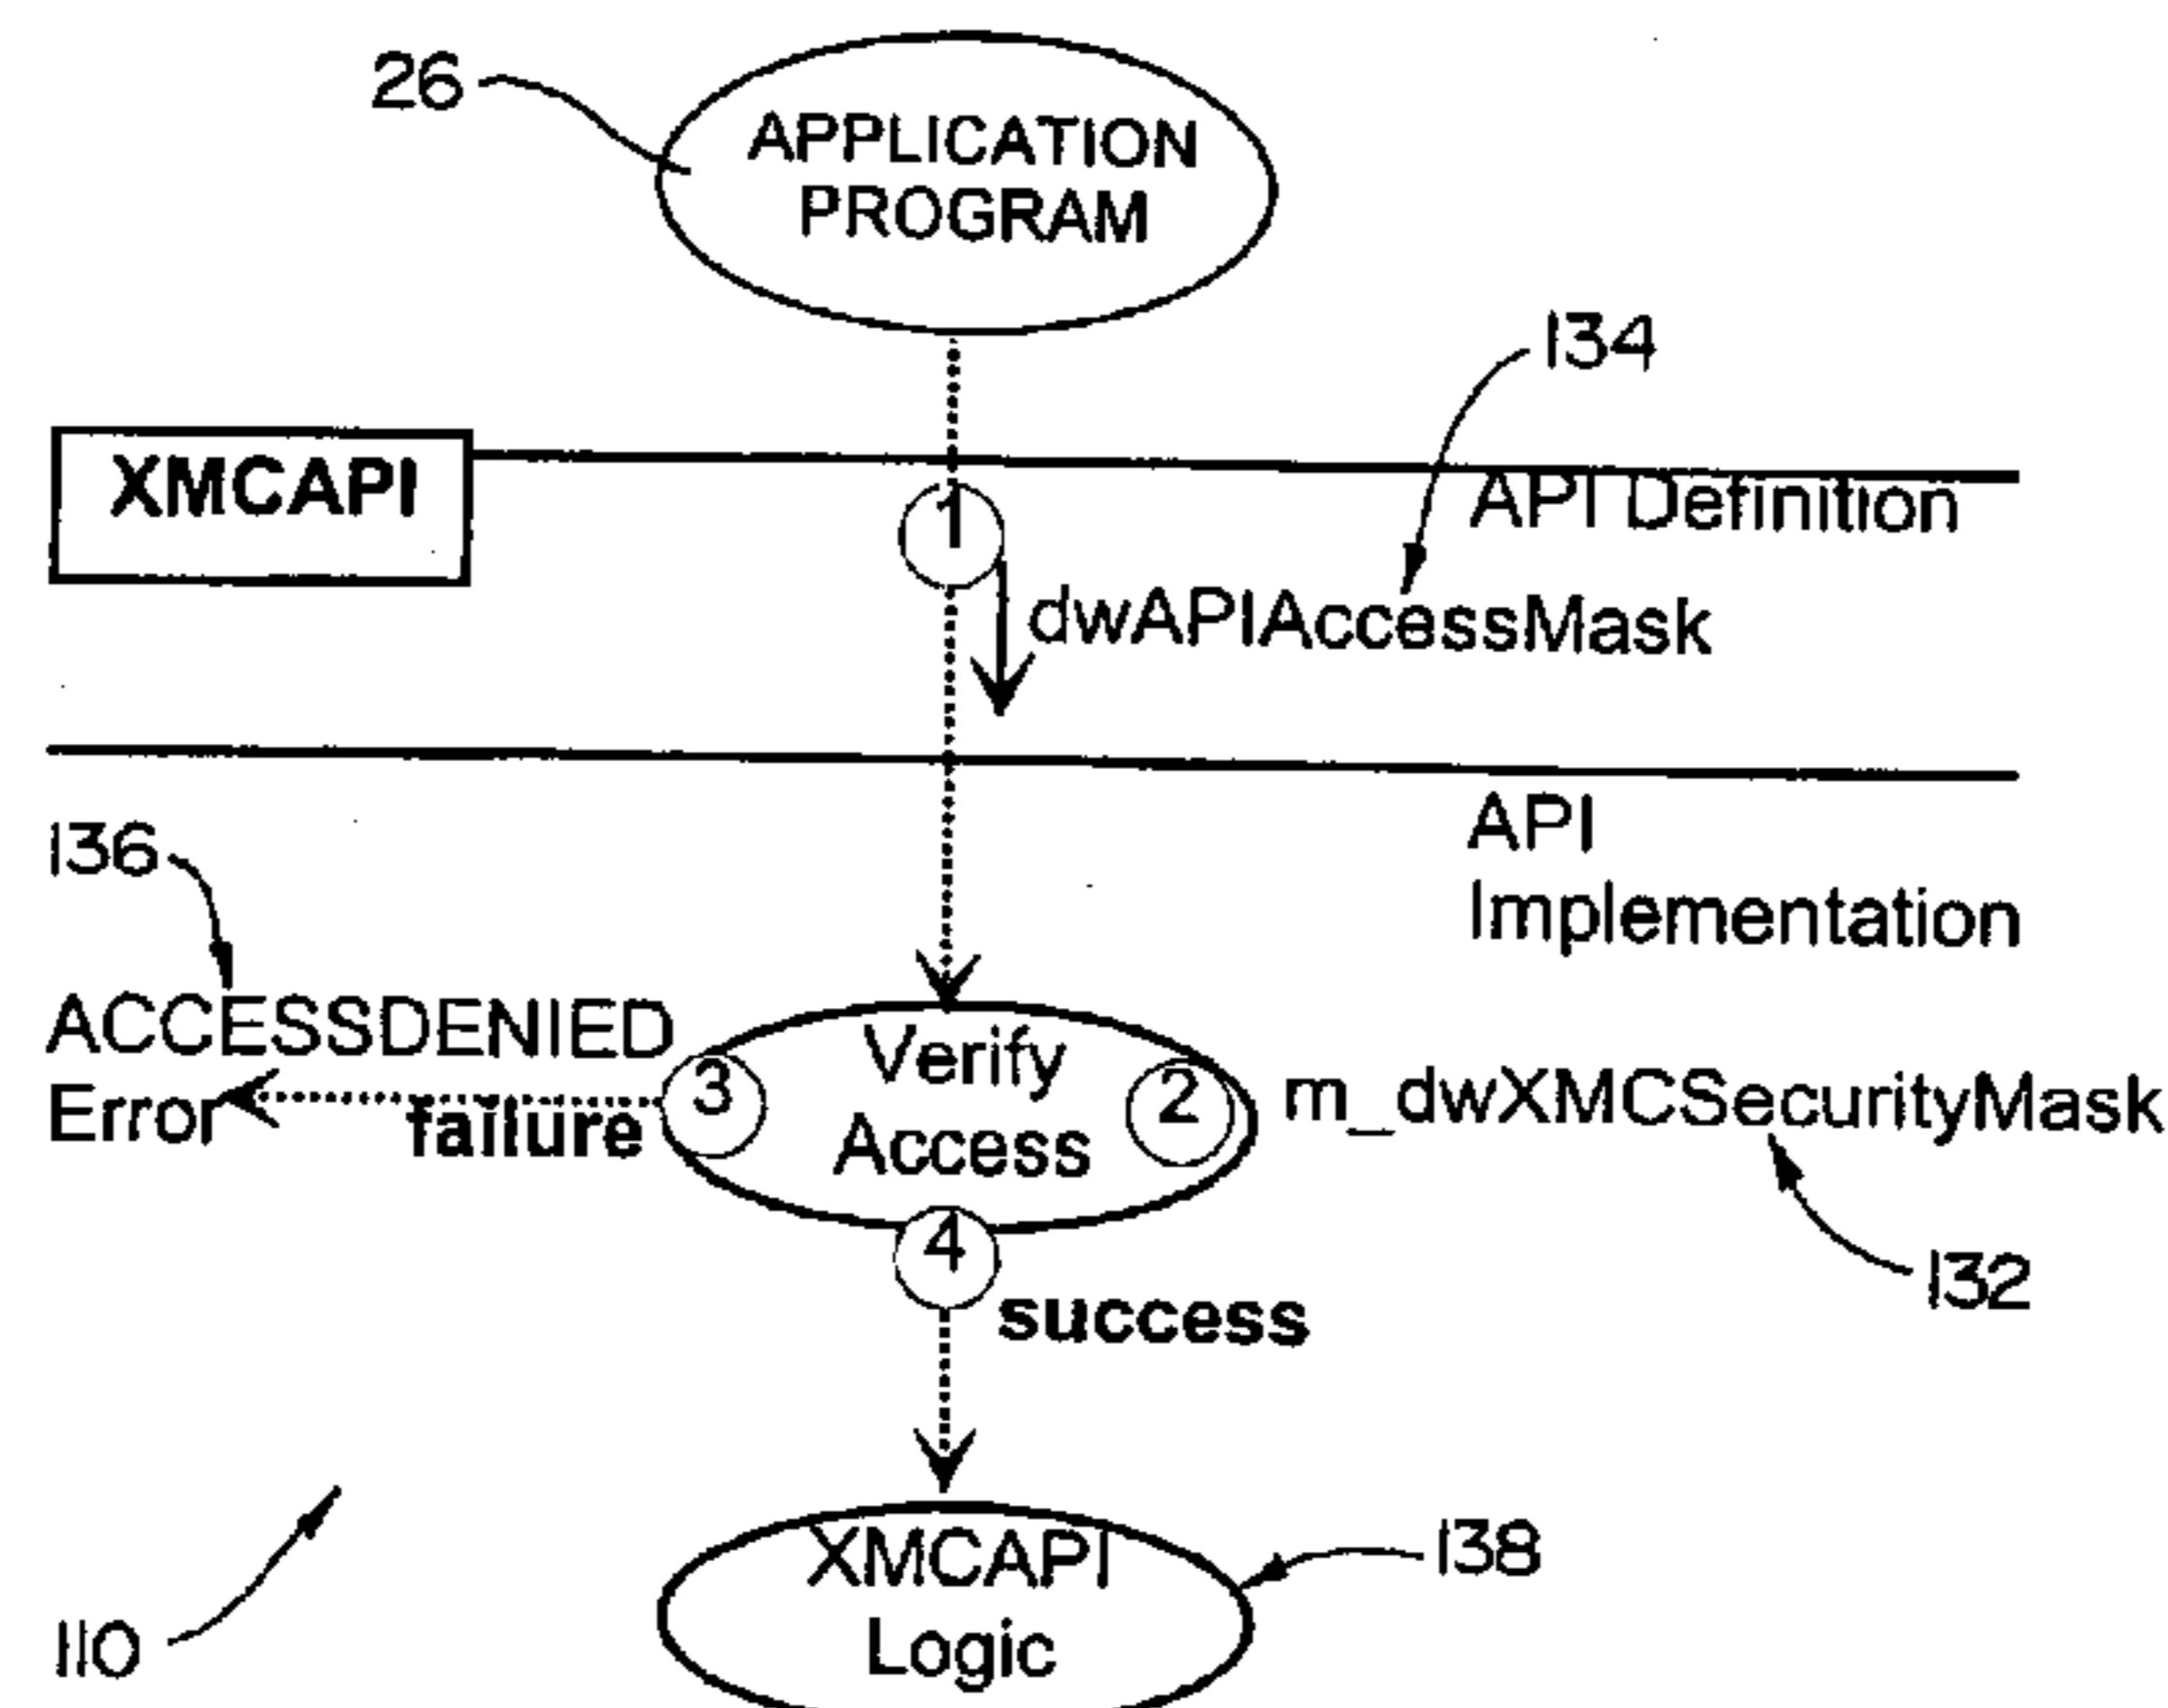 26
APPLICATION
PROGRAM
134
XMCAPI
1
API Definition
dwAPIAccessMask
API
Implementation
136
ACCESSDENIED
Error
failure
3
Verify
Access
2
m_dwXMCSecurityMask
132
4
success
XMCAPI
Logic
138
110